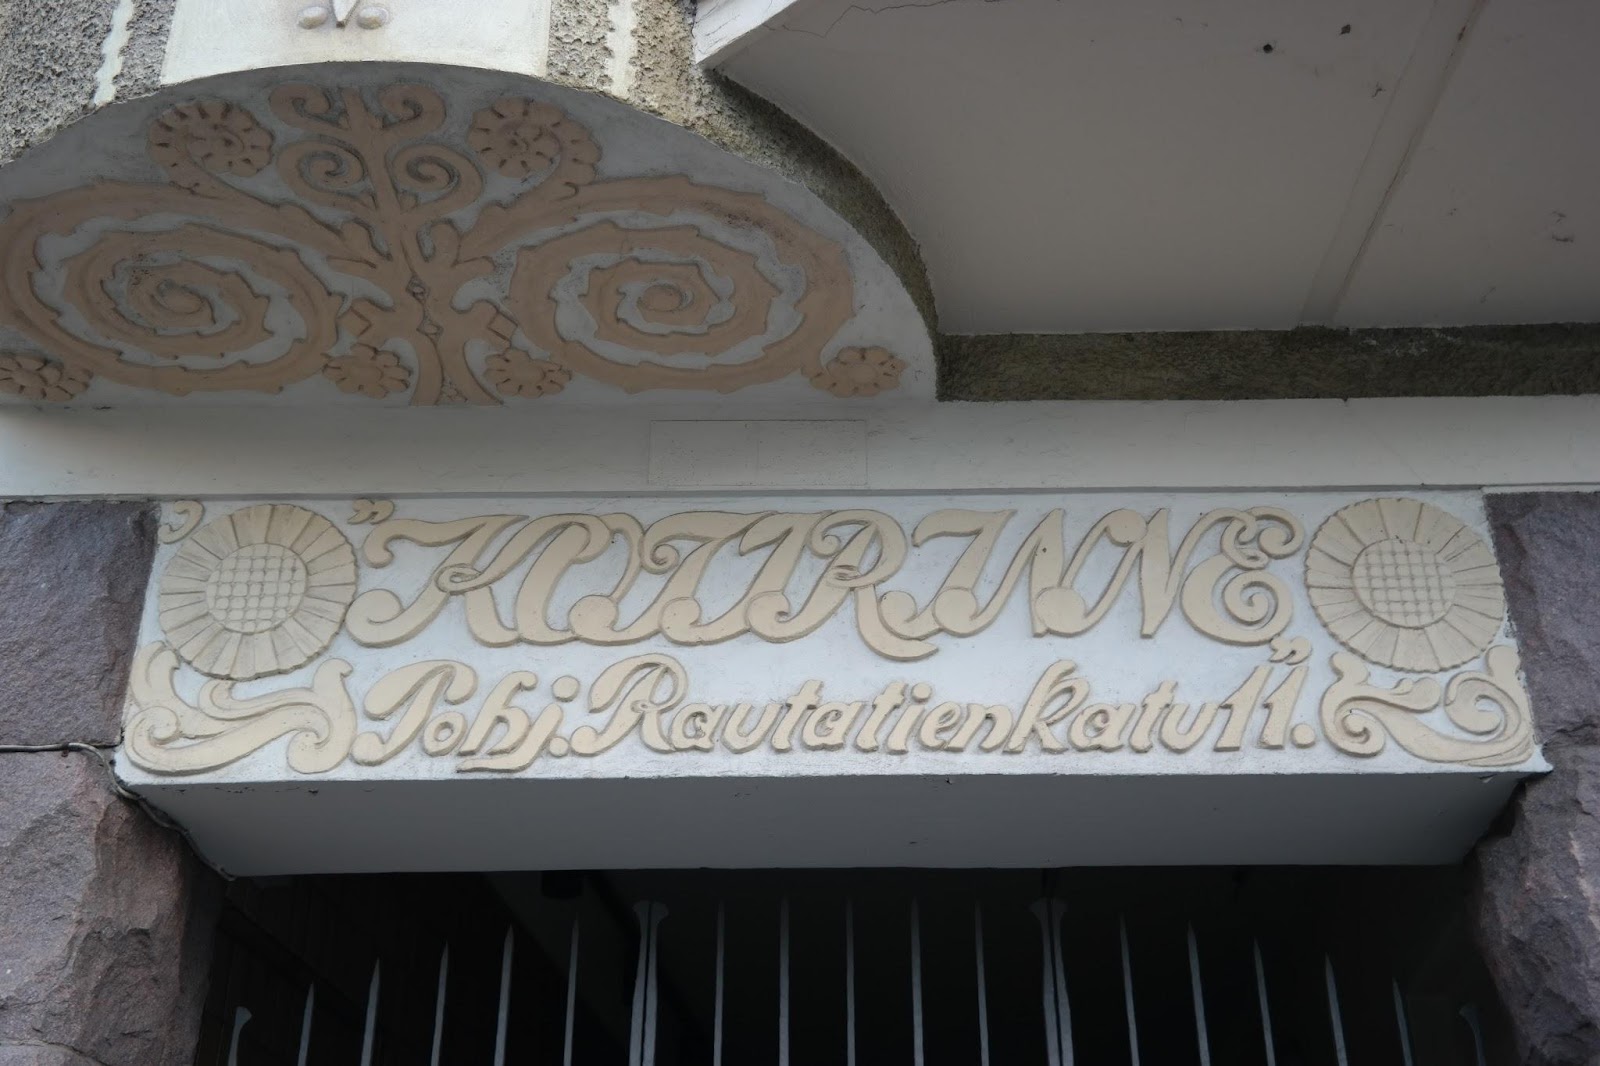 "KOTIRINNE"
Pohj. Rautatienkatu 11.